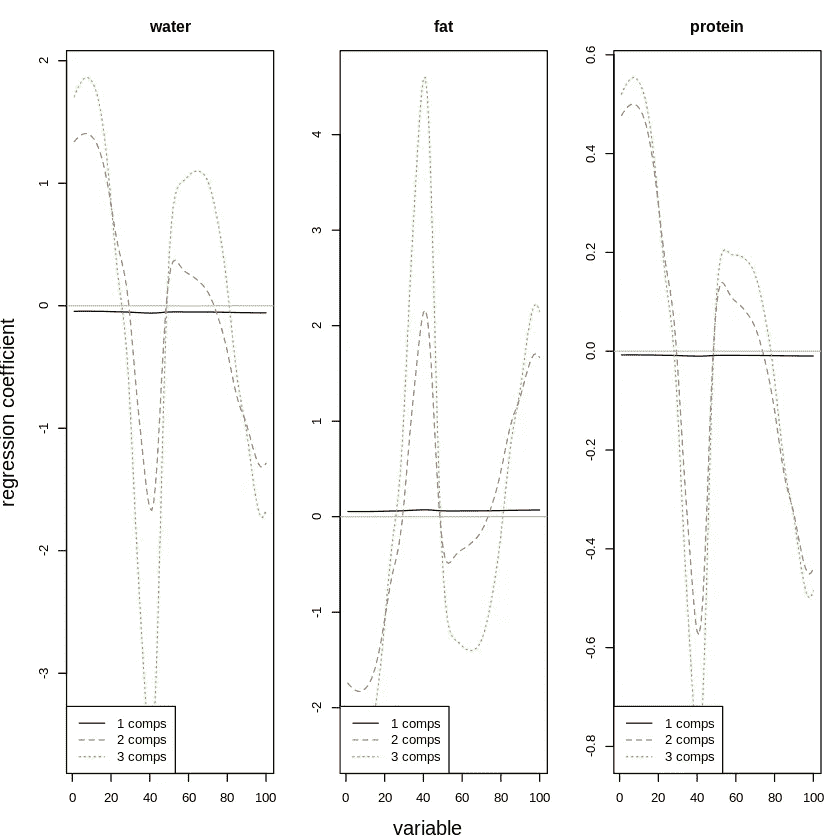 water
fat
protein
regression coefficient
2
1
0
-1
-2
-3
4
3
2
1
0
-1
-2
0.6
0.4
0.2
0.0
-0.2
-0.4
-0.6
-0.8
1 comps
2 comps
3 comps
1 comps
2 comps
3 comps
1 comps
2 comps
3 comps
0 20 40 60 80 100
0 20 40 60 80 100
0 20 40 60 80 100
variable